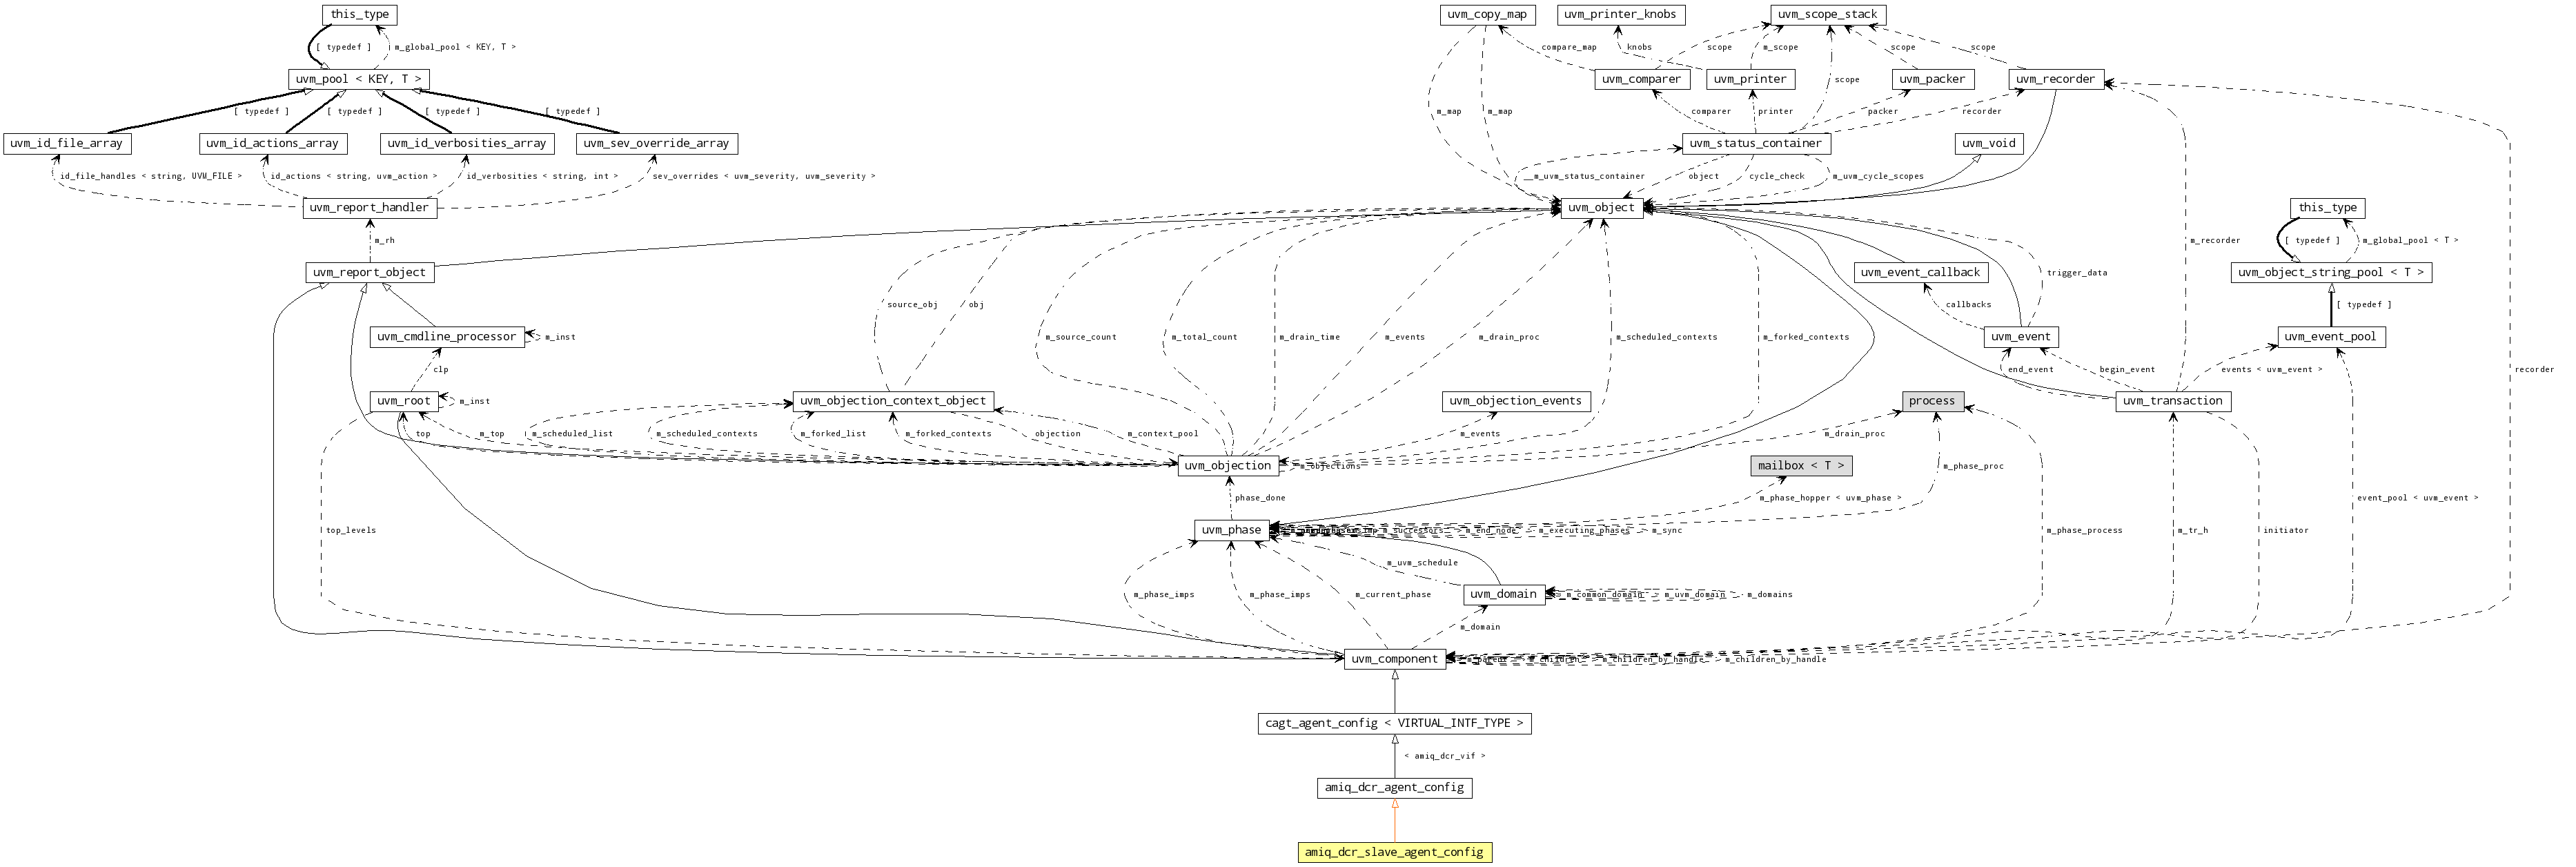 this_type
uvm_copy_map
uvm_printer_knobs
uvm_scope_stack
[ typedef ]
m_global_pool < KEY, T >
compare_map
knobs
scope
m_scope
scope
scope
uvm_pool < KEY, T >
uvm_comparer
uvm_printer
uvm_packer
uvm_recorder
scope
[ typedef ]
[ typedef ]
[ typedef ]
[ typedef ]
m_map
m_map
comparer
printer
packer
recorder
uvm_id_file_array
uvm_id_actions_array
uvm_id_verbosities_array
uvm_sev_override_array
uvm_status_container
uvm_void
id_file_handles < string, UVM_FILE >
id_actions < string, uvm_action >
id_verbosities < string, int >
sev_overrides < uvm_severity, uvm_severity >
__m_uvm_status_container
object
cycle_check
m_uvm_cycle_scopes
uvm_report_handler
uvm_object
this_type
m_rh
m_recorder
[ typedef ]
m_global_pool < T >
uvm_report_object
uvm_event_callback
trigger_data
uvm_object_string_pool < T >
source_obj
obj
callbacks
[ typedef ]
uvm_cmdline_processor
m_inst
m_source_count
m_total_count
m_drain_time
m_events
m_drain_proc
m_scheduled_contexts
m_forked_contexts
uvm_event
uvm_event_pool
clp
end_event
begin_event
events < uvm_event >
recorder
uvm_root
m_inst
uvm_objection_context_object
uvm_objection_events
process
uvm_transaction
top
m_top
m_scheduled_list
m_scheduled_contexts
m_forked_list
m_forked_contexts
objection
m_context_pool
m_events
m_drain_proc
uvm_objection
m_objections
mailbox < T >
m_phase_proc
phase_done
m_phase_hopper < uvm_phase >
event_pool < uvm_event >
top_levels
uvm_phase
m_successors
m_end_node
m_executing_phases
m_sync
m_phase_process
m_tr_h
initiator
m_uvm_schedule
m_phase_imps
m_phase_imps
m_current_phase
uvm_domain
m_common_domain
m_uvm_domain
m_domains
m_domain
uvm_component
m_parent
m_children
m_children_by_handle
m_children_by_handle
cagt_agent_config < VIRTUAL_INTF_TYPE >
< amiq_dcr_vif >
amiq_dcr_agent_config
amiq_dcr_slave_agent_config